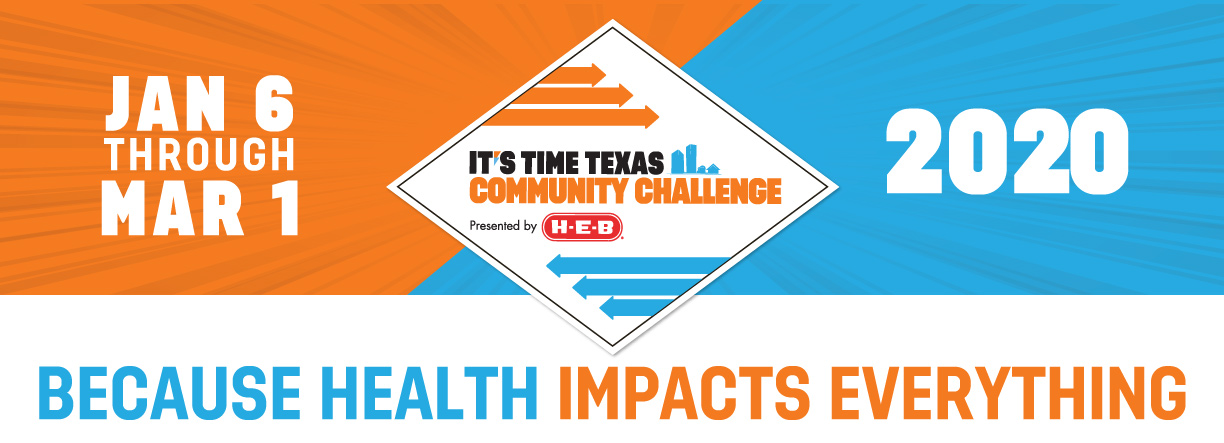 JAN 6
THROUGH
MAR 1
IT'S TIME TEXAS
COMMUNITY CHALLENGE
Presented by H-E-B
2020
BECAUSE HEALTH IMPACTS EVERYTHING